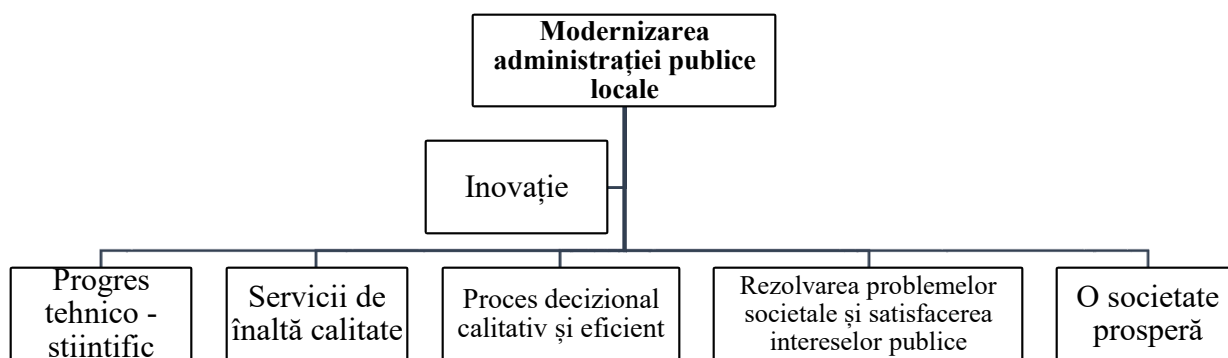 Modernizarea
administrației publice
locale
Inovație
Progres
tehnico -
stiintific
Servicii de
înaltă calitate
Proces decizional
calitativ și eficient
Rezolvarea problemelor
societale și satisfacerea
intereselor publice
O societate
prosperă